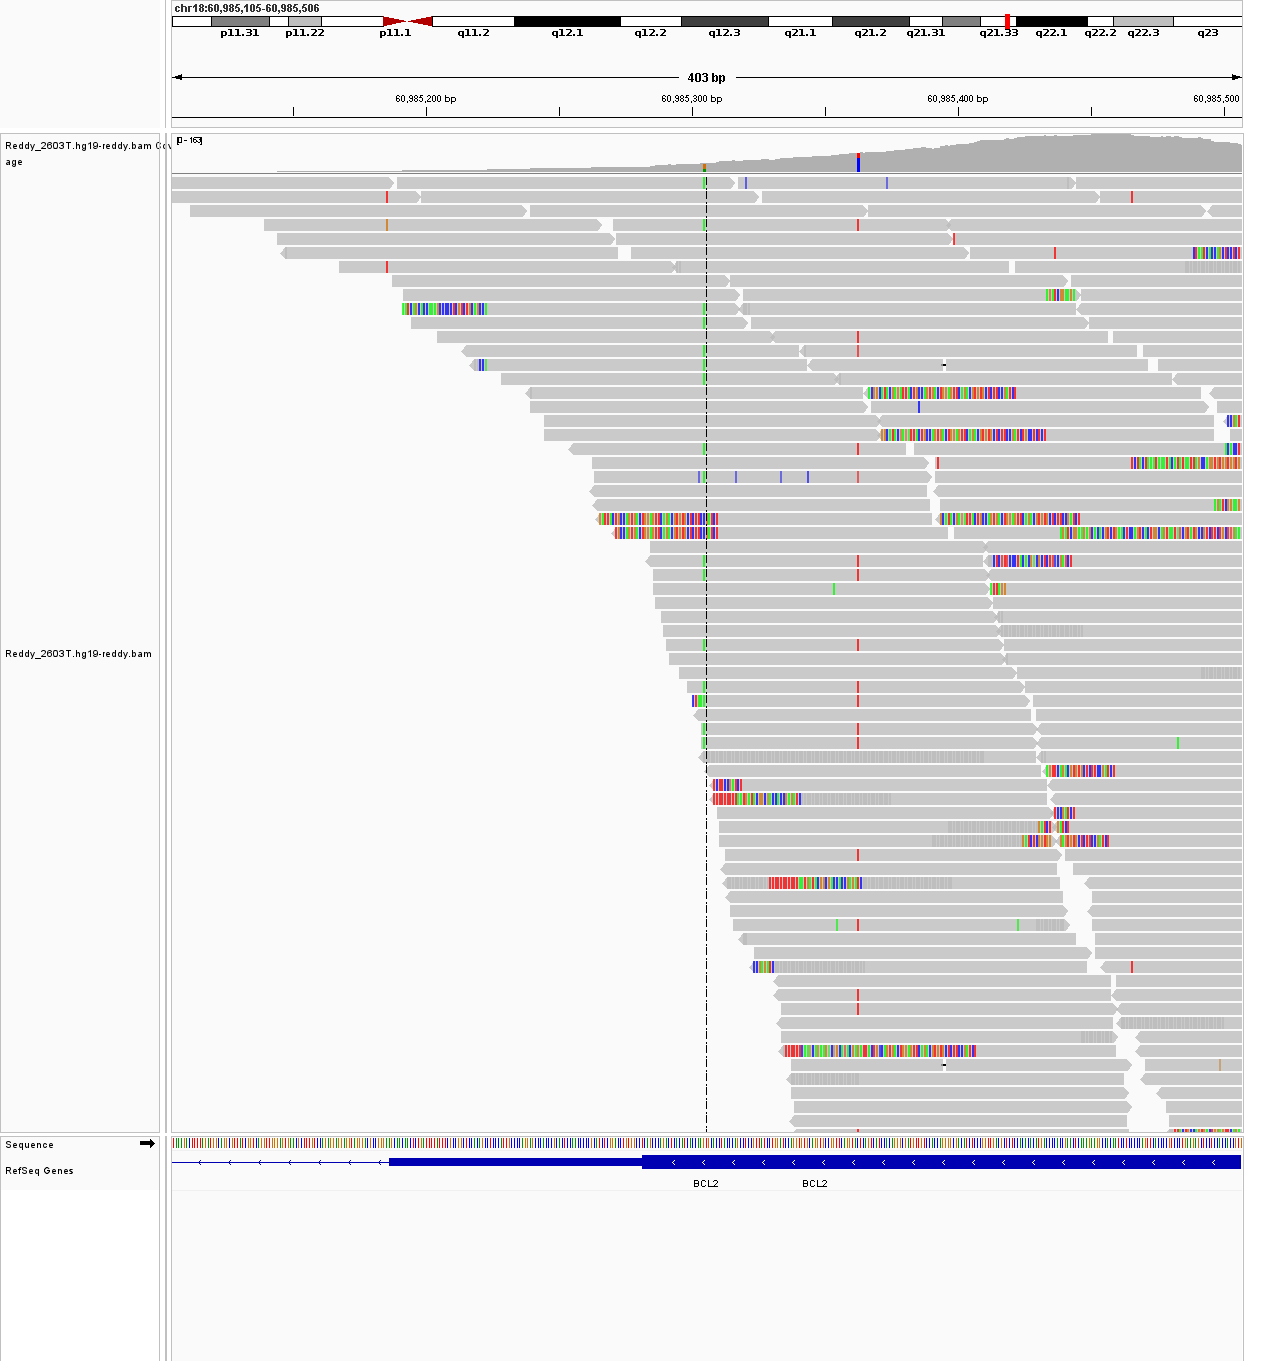 chr18:60,985,105-60,985,506
p11.31 p11.22 p11.1 q11.2 q12.1 q12.2 q12.3 q21.1 q21.2 q21.31 q21.33 q22.1 q22.2 q22.3 q23
403 bp
60,985,200 bp 60,985,300 bp 60,985,400 bp 60,985,500
Reddy_2603T.hg19-reddy.bam Cov
age
[0 - 163]
Reddy_2603T.hg19-reddy.bam
Sequence
RefSeq Genes
BCL2 BCL2